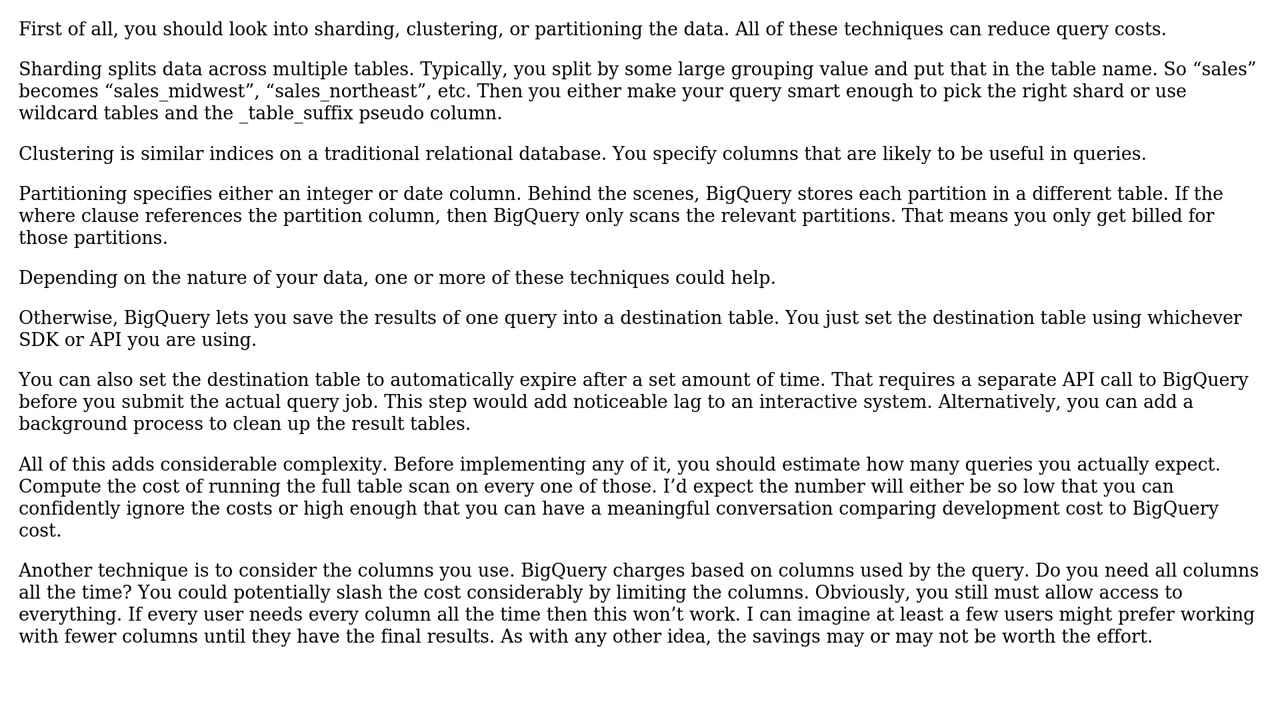 First of all, you should look into sharding, clustering, or partitioning the data. All of these techniques can reduce query costs.
Sharding splits data across multiple tables. Typically, you split by some large grouping value and put that in the table name. So “sales”
becomes “sales_midwest”, “sales_northeast”, etc. Then you either make your query smart enough to pick the right shard or use
wildcard tables and the _table_suffix pseudo column.
Clustering is similar indices on a traditional relational database. You specify columns that are likely to be useful in queries.
Partitioning specifies either an integer or date column. Behind the scenes, BigQuery stores each partition in a different table. If the
where clause references the partition column, then BigQuery only scans the relevant partitions. That means you only get billed for
those partitions.
Depending on the nature of your data, one or more of these techniques could help.
Otherwise, BigQuery lets you save the results of one query into a destination table. You just set the destination table using whichever
SDK or API you are using.
You can also set the destination table to automatically expire after a set amount of time. That requires a separate API call to BigQuery
before you submit the actual query job. This step would add noticeable lag to an interactive system. Alternatively, you can add a
background process to clean up the result tables.
All of this adds considerable complexity. Before implementing any of it, you should estimate how many queries you actually expect.
Compute the cost of running the full table scan on every one of those. I’d expect the number will either be so low that you can
confidently ignore the costs or high enough that you can have a meaningful conversation comparing development cost to BigQuery
cost.
Another technique is to consider the columns you use. BigQuery charges based on columns used by the query. Do you need all columns
all the time? You could potentially slash the cost considerably by limiting the columns. Obviously, you still must allow access to
everything. If every user needs every column all the time then this won’t work. I can imagine at least a few users might prefer working
with fewer columns until they have the final results. As with any other idea, the savings may or may not be worth the effort.